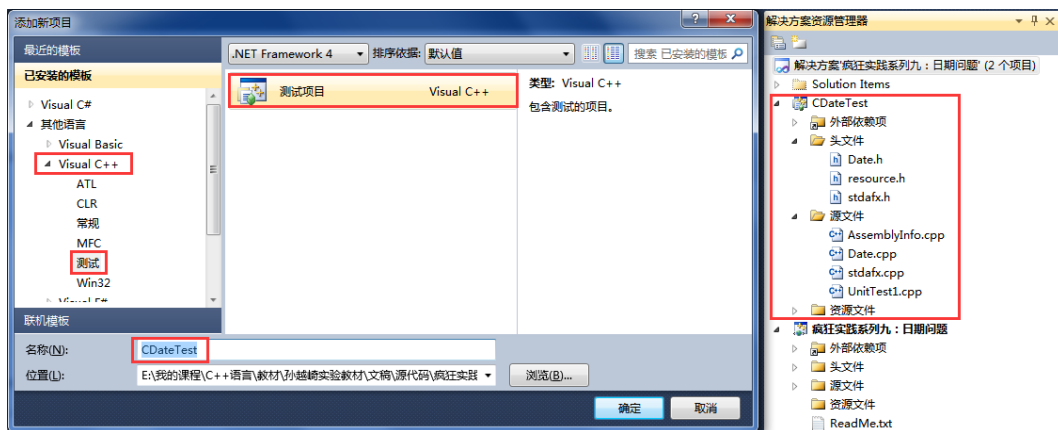 添加新项目
最近的模板
已安装的模板
Visual C#
其他语言
Visual Basic
Visual C++
ATL
CLR
常规
MFC
测试
Win32
Visual F#
联机模板
.NET Framework 4
排序依据: 默认值
搜索 已安装的模板
测试项目 Visual C++
类型: Visual C++
包含测试的项目。
名称(N): CDateTest
位置(L): E:\我的课程\C++语言\教材\孙越崎实验教材\文稿\源代码\疯狂实践
浏览(B)...
确定 取消
解决方案资源管理器
解决方案'疯狂实践系列九：日期问题' (2 个项目)
Solution Items
CDateTest
外部依赖项
头文件
Date.h
resource.h
stdafx.h
源文件
AssemblyInfo.cpp
Date.cpp
stdafx.cpp
UnitTest1.cpp
资源文件
疯狂实践系列九：日期问题
外部依赖项
头文件
源文件
资源文件
ReadMe.txt